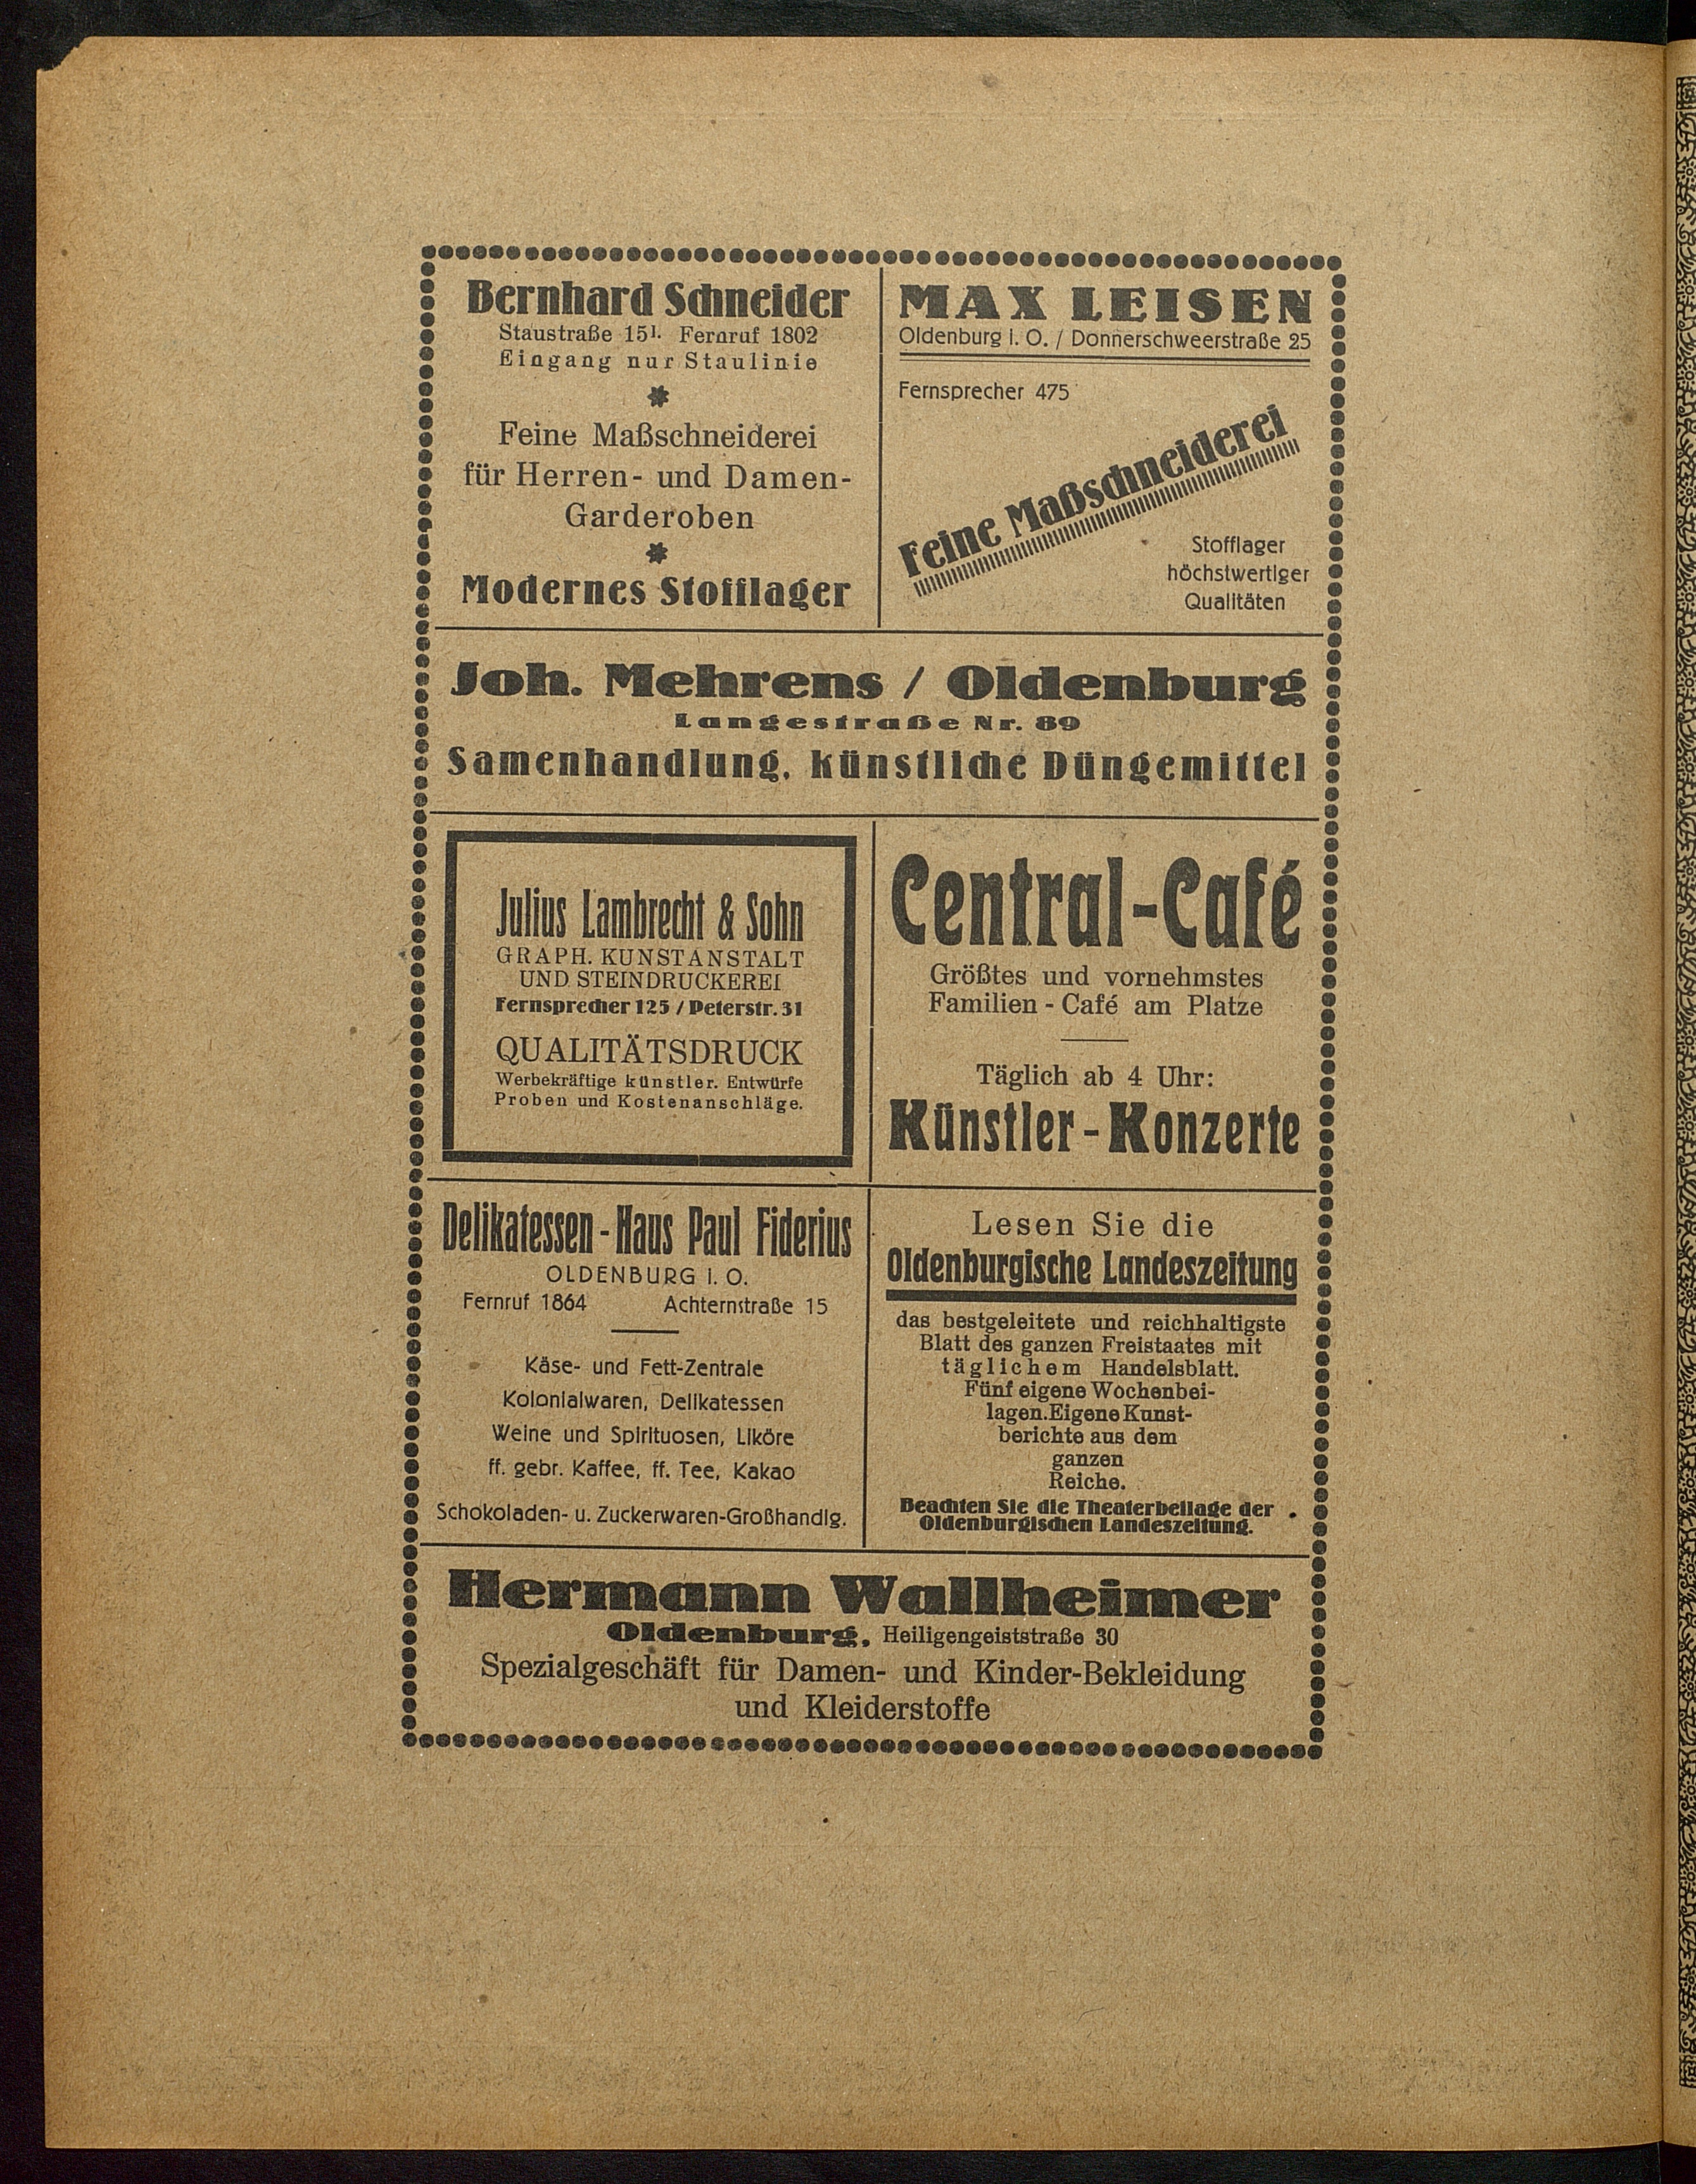 Bernhard Schneider
Staustraße 15¹. Fernruf 1802
Eingang nur Staulinie
Feine Maßschneiderei
für Herren- und Damen-
Garderoben
Modernes Stofflager
MAX LEISEN
Oldenburg i. O. / Donnerschweerstraße 25
Fernsprecher 475
Feine Maßschneiderei
Stofflager
höchstwertiger
Qualitäten
Joh. Mehrens / Oldenburg
Langestraße Nr. 89
Samenhandlung, künstliche Düngemittel
Julius Lambrecht & Sohn
GRAPH. KUNSTANSTALT
UND STEINDRUCKEREI
Fernsprecher 125 / Peterstr. 31
QUALITÄTSDRUCK
Werbekräftige künstler. Entwürfe
Proben und Kostenanschläge.
Central-Café
Größtes und vornehmstes
Familien-Café am Platze
Täglich ab 4 Uhr:
Künstler-Konzerte
Delikatessen-Haus Paul Fiderius
OLDENBURG I. O.
Fernruf 1864 Achternstraße 15
Käse- und Fett-Zentrale
Kolonialwaren, Delikatessen
Weine und Spirituosen, Liköre
ff. gebr. Kaffee, ff. Tee, Kakao
Schokoladen- u. Zuckerwaren-Großhandlg.
Lesen Sie die
Oldenburgische Landeszeitung
das bestgeleitete und reichhaltigste
Blatt des ganzen Freistaates mit
täglichem Handelsblatt.
Fünf eigene Wochenbei-
lagen. Eigene Kunst-
berichte aus dem
ganzen
Reiche.
Beachten Sie die Theaterbeilage der
Oldenburgischen Landeszeitung.
Hermann Wallheimer
Oldenburg, Heiligengeiststraße 30
Spezialgeschäft für Damen- und Kinder-Bekleidung
und Kleiderstoffe